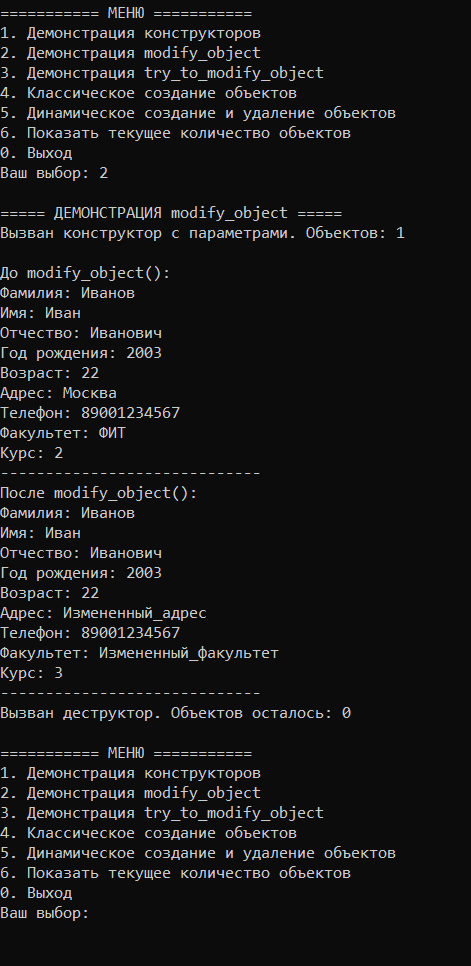 =========== МЕНЮ ===========
1. Демонстрация конструкторов
2. Демонстрация modify_object
3. Демонстрация try_to_modify_object
4. Классическое создание объектов
5. Динамическое создание и удаление объектов
6. Показать текущее количество объектов
0. Выход
Ваш выбор: 2
===== ДЕМОНСТРАЦИЯ modify_object =====
Вызван конструктор с параметрами. Объектов: 1
До modify_object():
Фамилия: Иванов
Имя: Иван
Отчество: Иванович
Год рождения: 2003
Возраст: 22
Адрес: Москва
Телефон: 89001234567
Факультет: ФИТ
Курс: 2
-----------------------------
После modify_object():
Фамилия: Иванов
Имя: Иван
Отчество: Иванович
Год рождения: 2003
Возраст: 22
Адрес: Измененный_адрес
Телефон: 89001234567
Факультет: Измененный_факультет
Курс: 3
-----------------------------
Вызван деструктор. Объектов осталось: 0
=========== МЕНЮ ===========
1. Демонстрация конструкторов
2. Демонстрация modify_object
3. Демонстрация try_to_modify_object
4. Классическое создание объектов
5. Динамическое создание и удаление объектов
6. Показать текущее количество объектов
0. Выход
Ваш выбор: